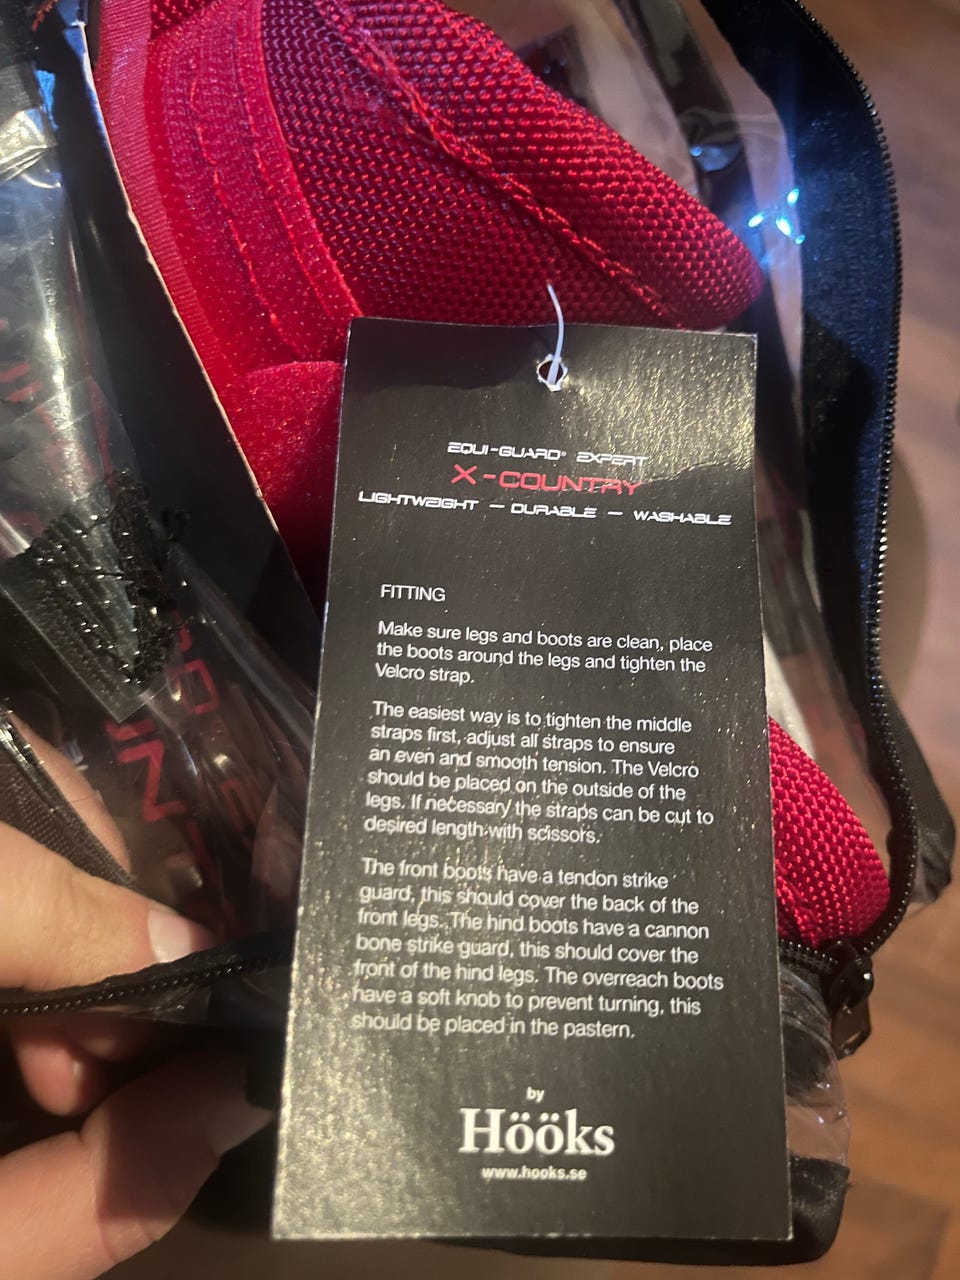 EQUI-GUARD® EXPERT
X-COUNTRY
LIGHTWEIGHT – DURABLE – WASHABLE
FITTING
Make sure legs and boots are clean, place
the boots around the legs and tighten the
Velcro strap.
The easiest way is to tighten the middle
straps first, adjust all straps to ensure
an even and smooth tension. The Velcro
should be placed on the outside of the
legs. If necessary the straps can be cut to
desired length with scissors.
The front boots have a tendon strike
guard, this should cover the back of the
front legs. The hind boots have a cannon
bone strike guard, this should cover the
front of the hind legs. The overreach boots
have a soft knob to prevent turning, this
should be placed in the pastern.
by
Hööks
www.hooks.se